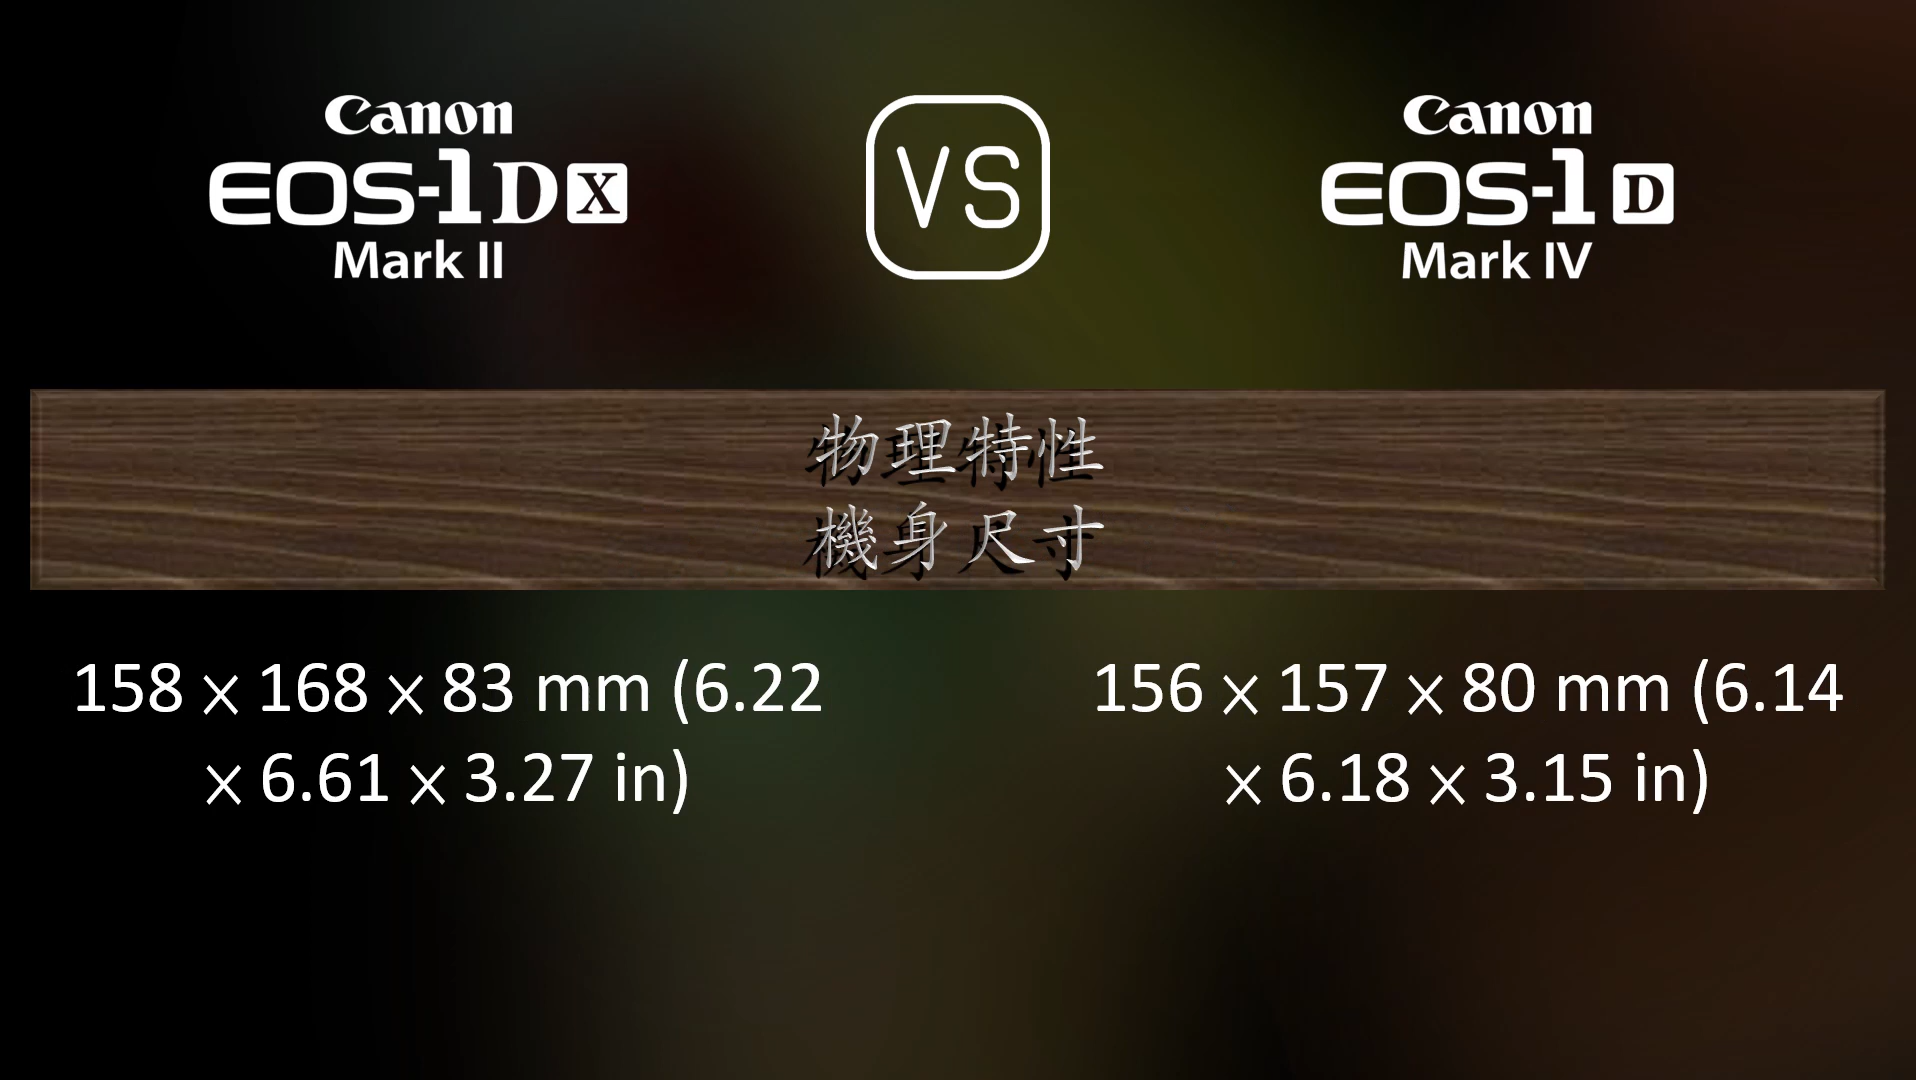 Canon
EOS-1D X
Mark II
VS
Canon
EOS-1D
Mark IV
物理特性
機身尺寸
158 x 168 x 83 mm (6.22
x 6.61 x 3.27 in)
156 x 157 x 80 mm (6.14
x 6.18 x 3.15 in)